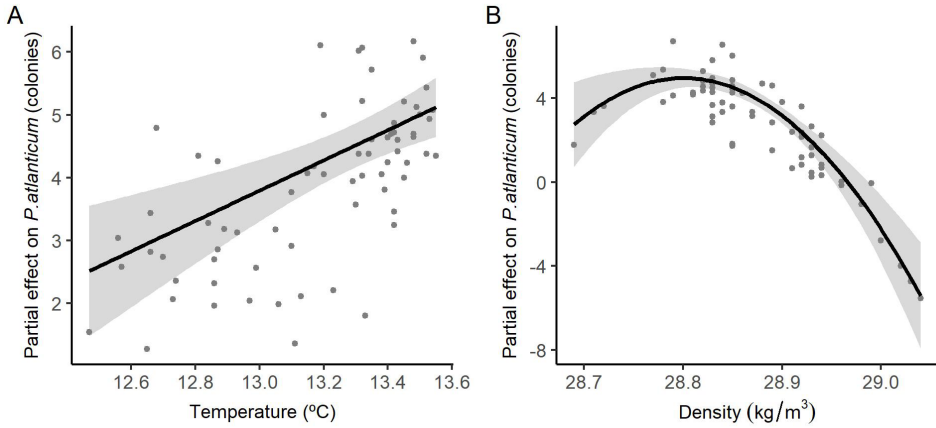 A
Partial effect on P.atlanticum (colonies)
6
5
4
3
2
12.6 12.8 13.0 13.2 13.4 13.6
Temperature (ºC)
B
Partial effect on P.atlanticum (colonies)
4
0
-4
-8
28.7 28.8 28.9 29.0
Density (kg/m³)